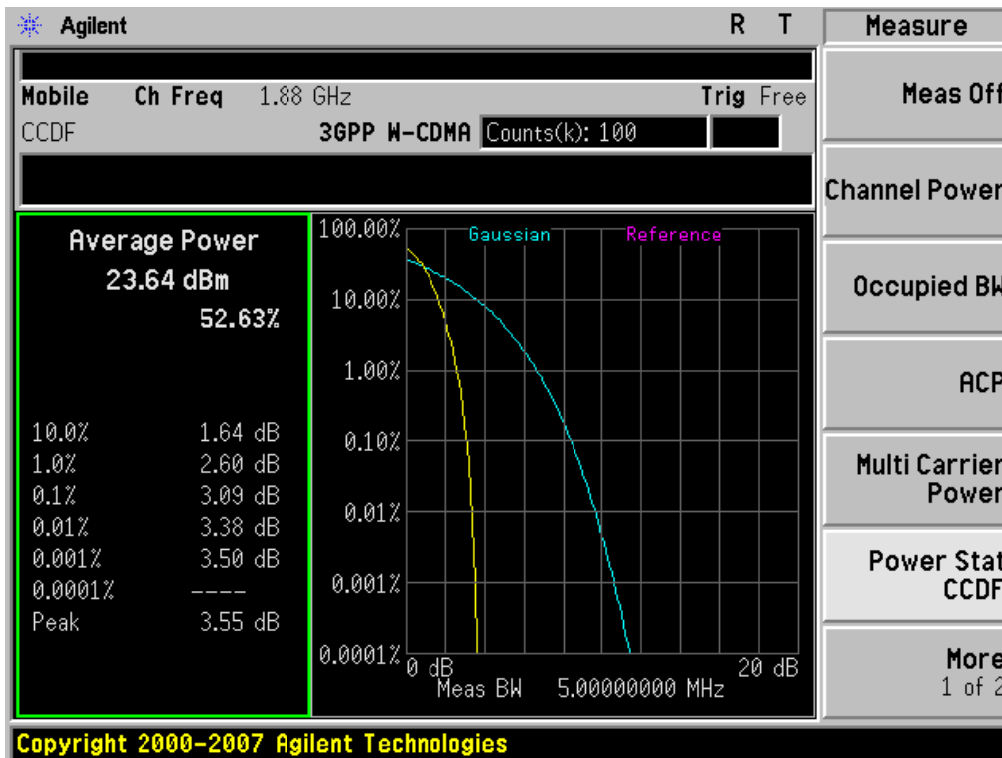 Agilent R T
Mobile Ch Freq 1.88 GHz Trig Free
CCDF 3GPP W-CDMA Counts(k): 100
Average Power
23.64 dBm
52.63%
10.0% 1.64 dB
1.0% 2.60 dB
0.1% 3.09 dB
0.01% 3.38 dB
0.001% 3.50 dB
0.0001% ----
Peak 3.55 dB
Gaussian Reference
100.00%
10.00%
1.00%
0.10%
0.01%
0.001%
0.0001%
0 dB 20 dB
Meas BW 5.00000000 MHz
Measure
Meas Off
Channel Power
Occupied BW
ACP
Multi Carrier
Power
Power Stat
CCDF
More
1 of 2
Copyright 2000-2007 Agilent Technologies